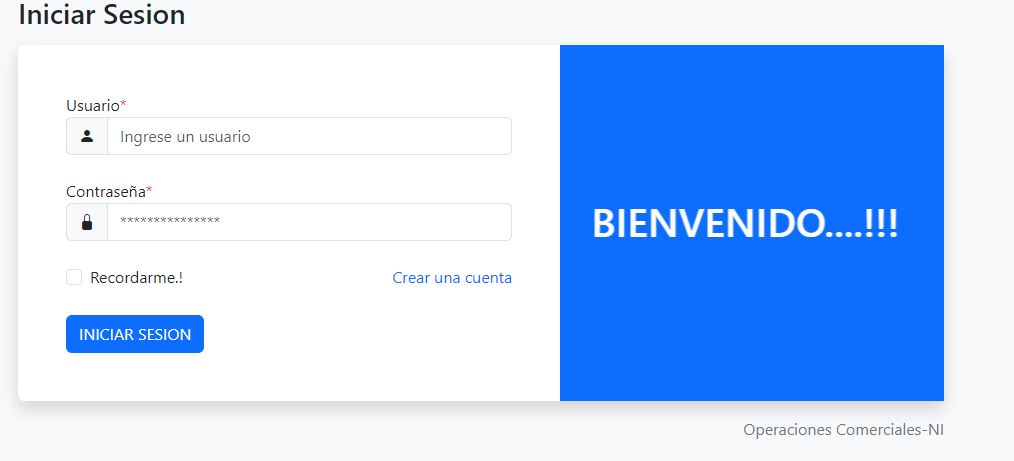 Iniciar Sesion
Usuario*
Ingrese un usuario
Contraseña*
***************
Recordarme.! Crear una cuenta
INICIAR SESION
BIENVENIDO....!!!
Operaciones Comerciales-NI